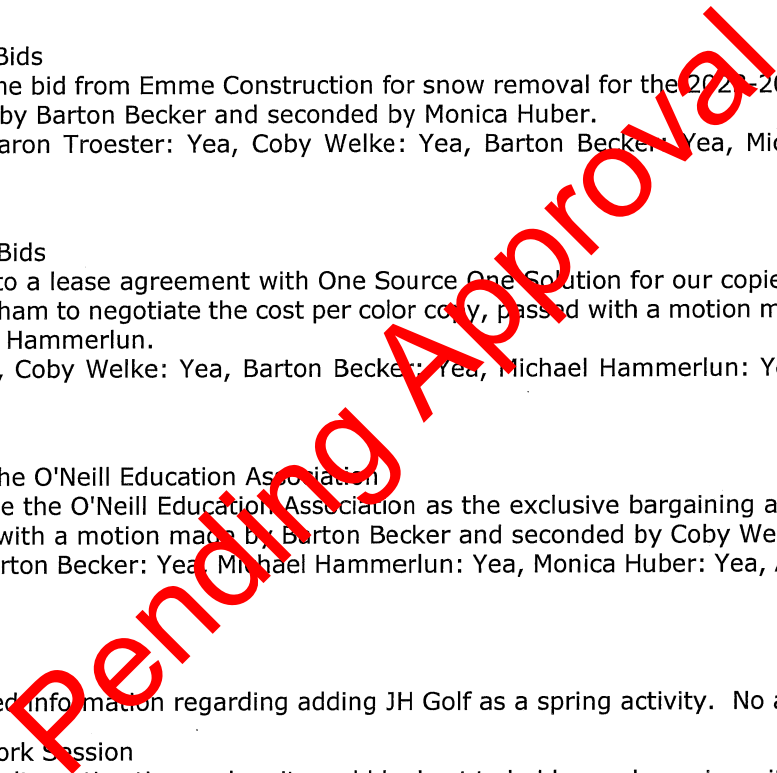 Bids
he bid from Emme Construction for snow removal for the 2022-20
by Barton Becker and seconded by Monica Huber.
aron Troester: Yea, Coby Welke: Yea, Barton Becker: Yea, Mic
Bids
to a lease agreement with One Source One Solution for our copie
ham to negotiate the cost per color copy, passed with a motion m
Hammerlun.
, Coby Welke: Yea, Barton Becker: Yea, Michael Hammerlun: Y
he O'Neill Education Association
e the O'Neill Education Association as the exclusive bargaining a
with a motion made by Barton Becker and seconded by Coby We
rton Becker: Yea, Michael Hammerlun: Yea, Monica Huber: Yea,
ed information regarding adding JH Golf as a spring activity. No a
ork Session
Pending Approval